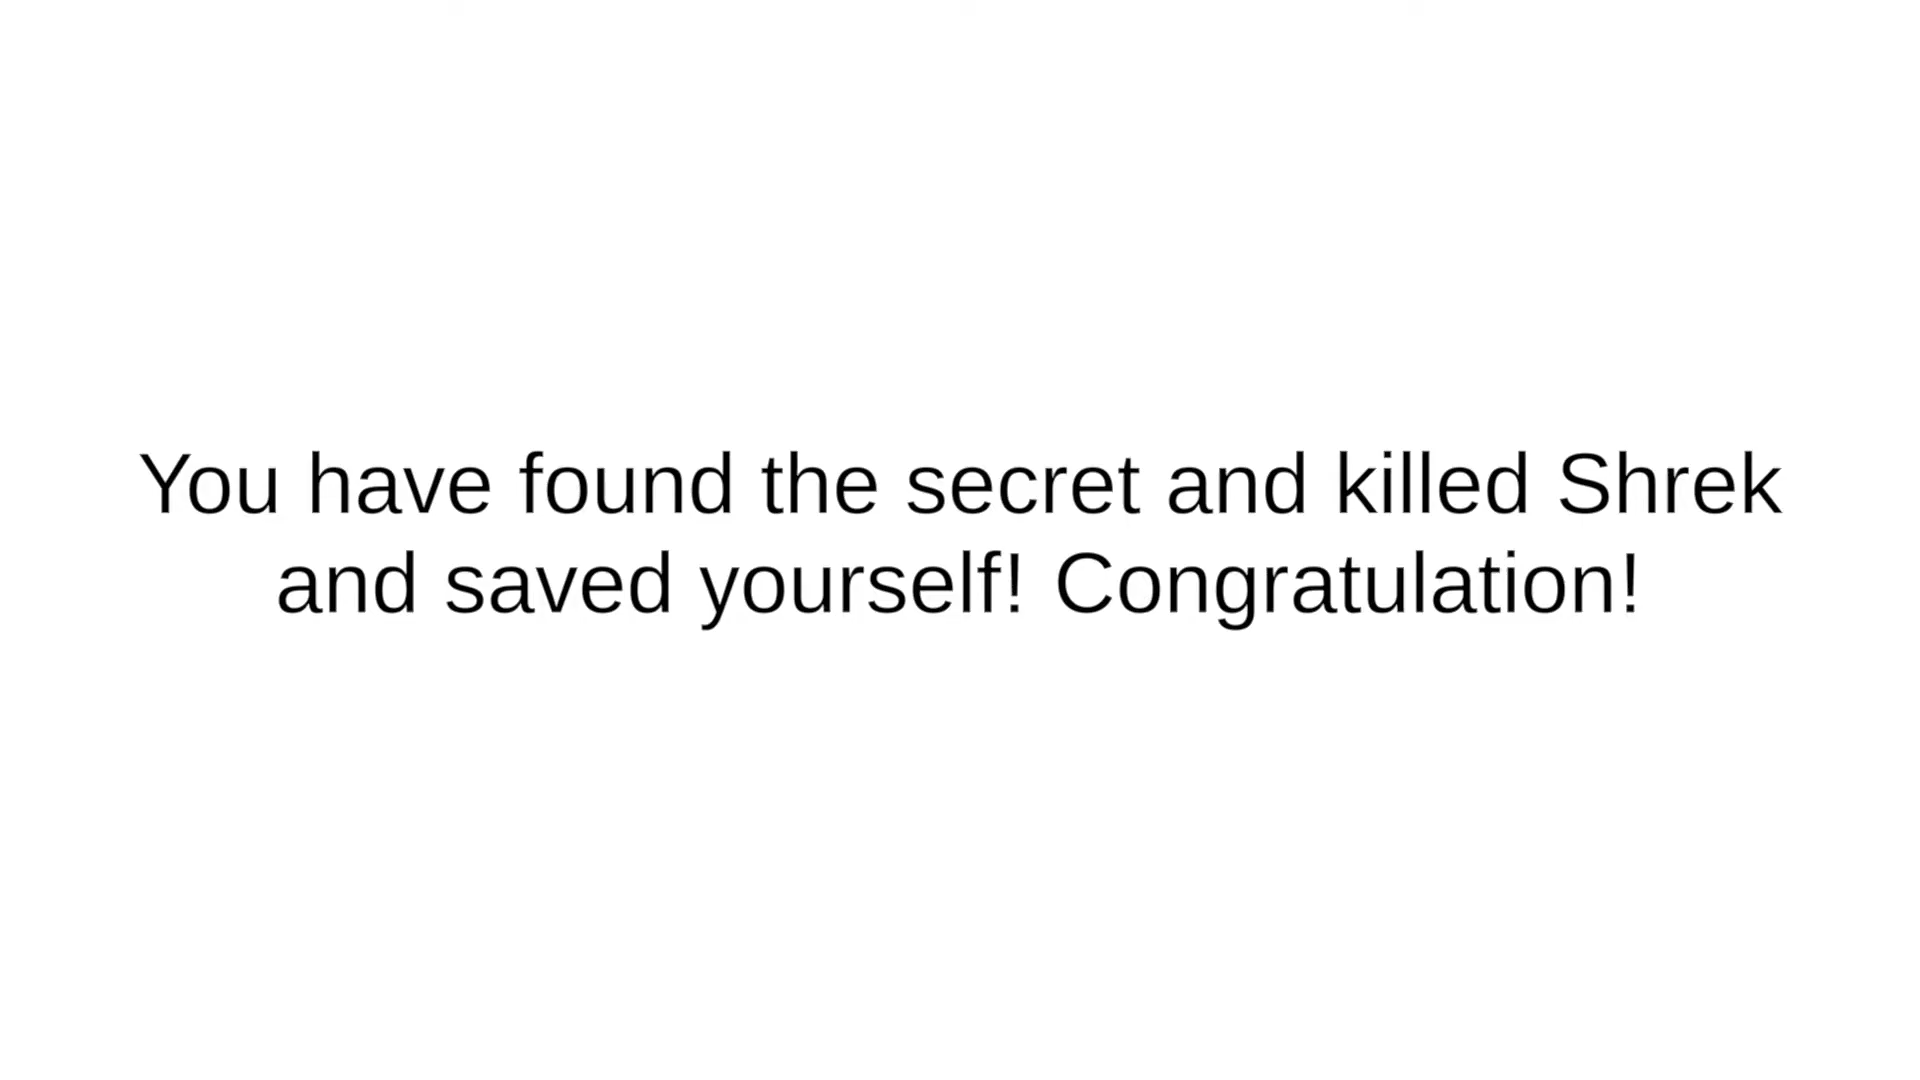 You have found the secret and killed Shrek
and saved yourself! Congratulation!